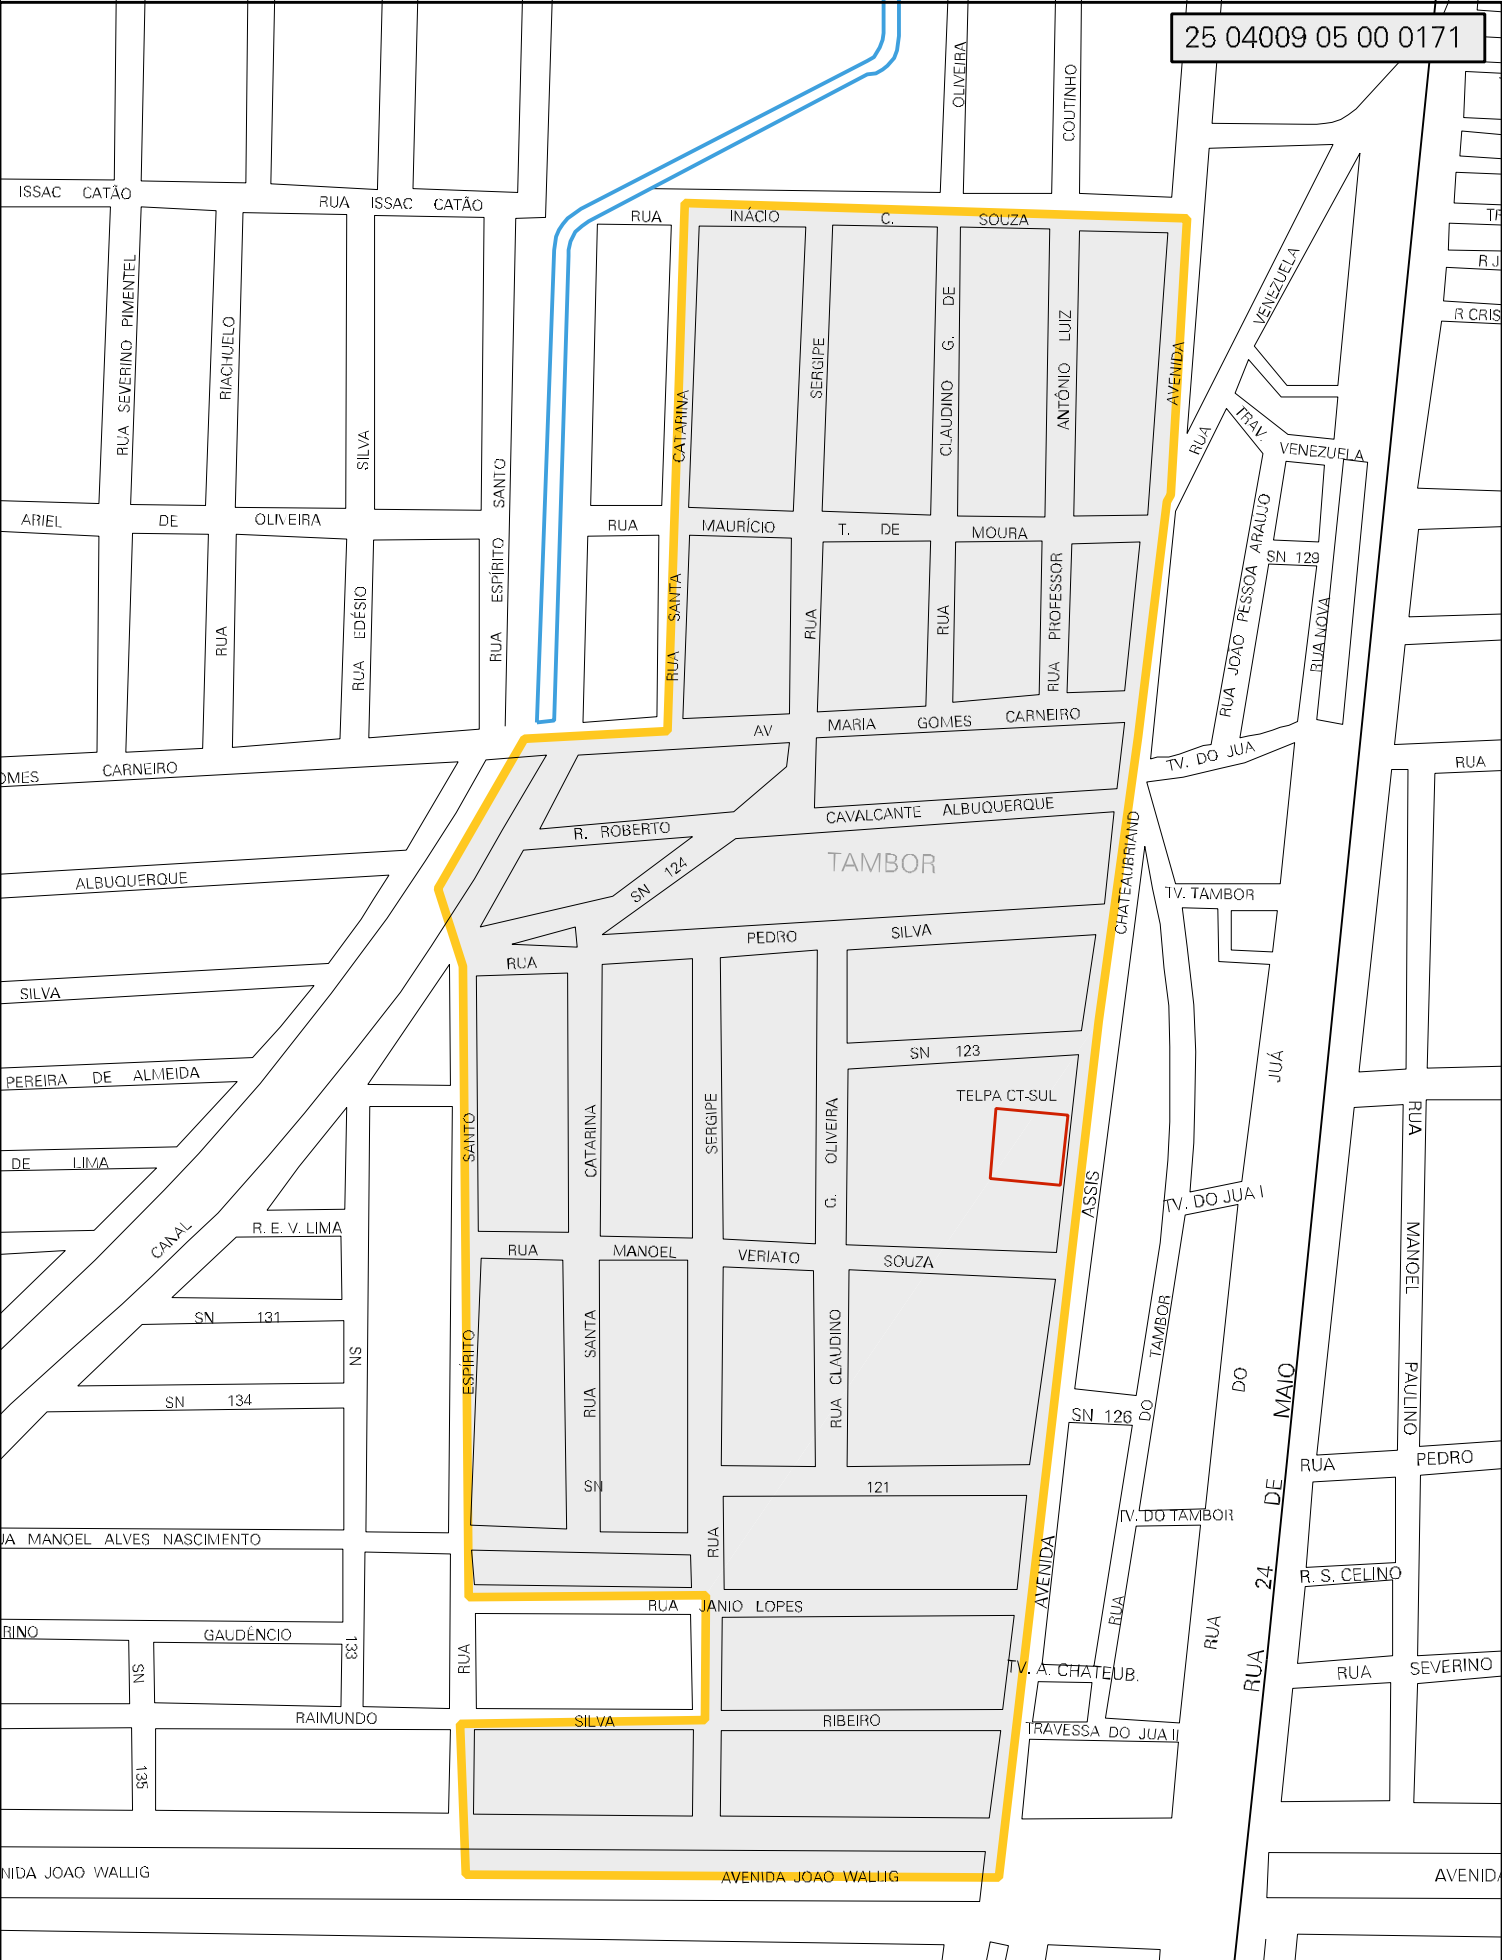 25 04009 05 00 0171
OLIVEIRA
COUTINHO
ISSAC CATÃO
RUA ISSAC CATÃO
RUA INÁCIO C. SOUZA
RUA SEVERINO PIMENTEL
RIACHUELO
SILVA
RUA ESPÍRITO SANTO
RUA SANTA CATARINA
SERGIPE
CLAUDINO G. DE
ANTÔNIO LUIZ
AVENIDA
VENEZUELA
RUA
R CRIS
TRAV.
VENEZUELA
ARIEL DE OLIVEIRA
RUA MAURÍCIO T. DE MOURA
RUA
RUA EDÉSIO
RUA
RUA
RUA PROFESSOR
RUA JOÃO PESSOA ARAUJO
SN 129
RUA NOVA
AV MARIA GOMES CARNEIRO
OMES CARNEIRO
TV. DO JUA
RUA
R. ROBERTO CAVALCANTE ALBUQUERQUE
TAMBOR
SN 124
CHATEAUBRIAND
ALBUQUERQUE
TV. TAMBOR
RUA PEDRO SILVA
SILVA
SN 123
JUÁ
PEREIRA DE ALMEIDA
TELPA CT-SUL
SANTO
CATARINA
SERGIPE
G. OLIVEIRA
RUA
DE LIMA
ASSIS
TV. DO JUA I
CANAL
R. E. V. LIMA
RUA MANOEL VERIATO SOUZA
MANOEL
SN 131
SN
ESPÍRITO
RUA SANTA
RUA CLAUDINO
TAMBOR
DO
MAIO
PAULINO
SN 134
SN 126
DO
RUA PEDRO
SN 121
DE
UA MANOEL ALVES NASCIMENTO
RUA
TV. DO TAMBOR
AVENIDA
24
R. S. CELINO
RUA JANIO LOPES
RUA
RINO GAUDÊNCIO
133
SN
RUA
RUA
RUA
TV. A. CHATEUB.
RUA SEVERINO
RAIMUNDO SILVA RIBEIRO
TRAVESSA DO JUA II
135
NIDA JOAO WALLIG
AVENIDA JOAO WALLIG
AVENIDA